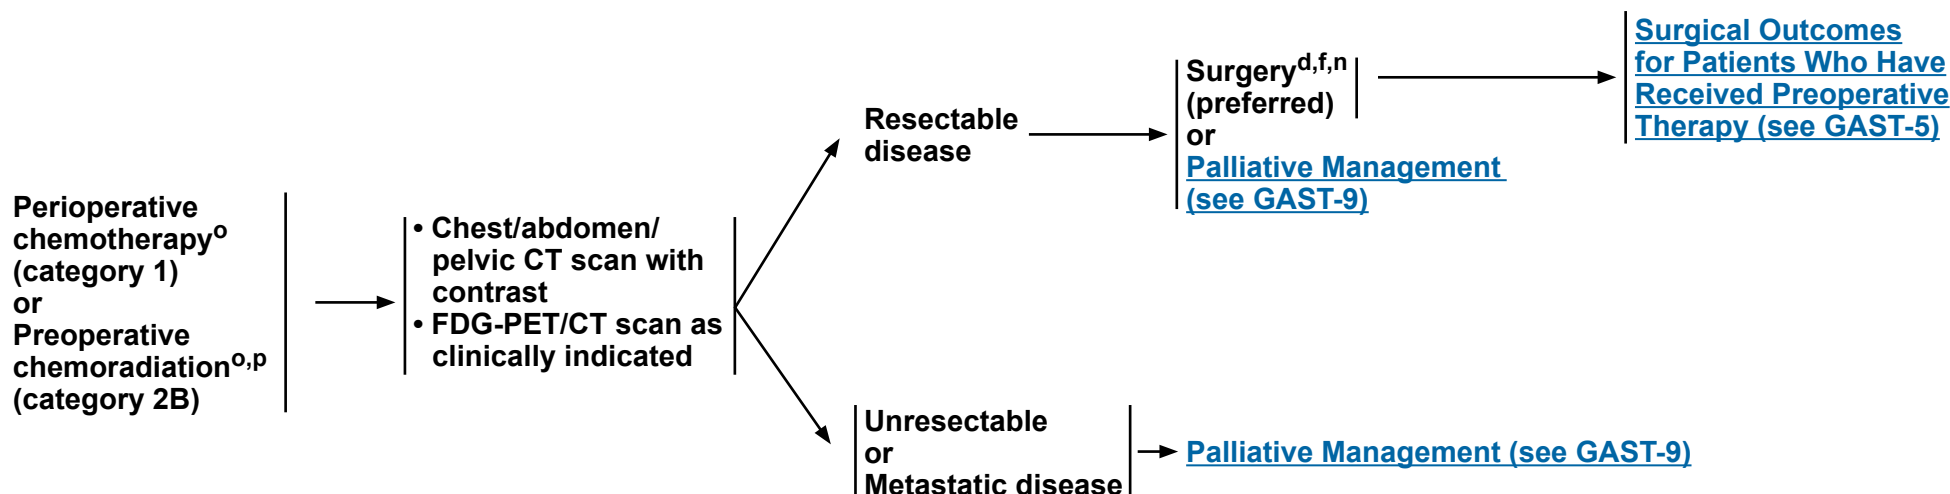 Perioperative
chemotherapyo
(category 1)
or
Preoperative
chemoradiationo,p
(category 2B)
• Chest/abdomen/
pelvic CT scan with
contrast
• FDG-PET/CT scan as
clinically indicated
Resectable
disease
Surgeryd,f,n
(preferred)
or
Palliative Management
(see GAST-9)
Surgical Outcomes
for Patients Who Have
Received Preoperative
Therapy (see GAST-5)
Unresectable
or
Metastatic disease
Palliative Management (see GAST-9)